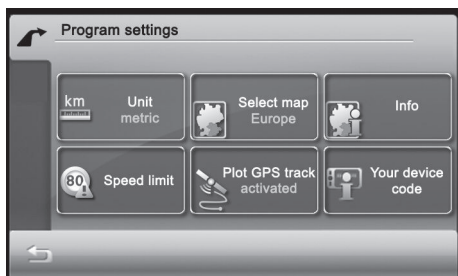 Program settings
km
Unit
metric
Select map
Europe
Info
80
Speed limit
Plot GPS track
activated
Your device
code